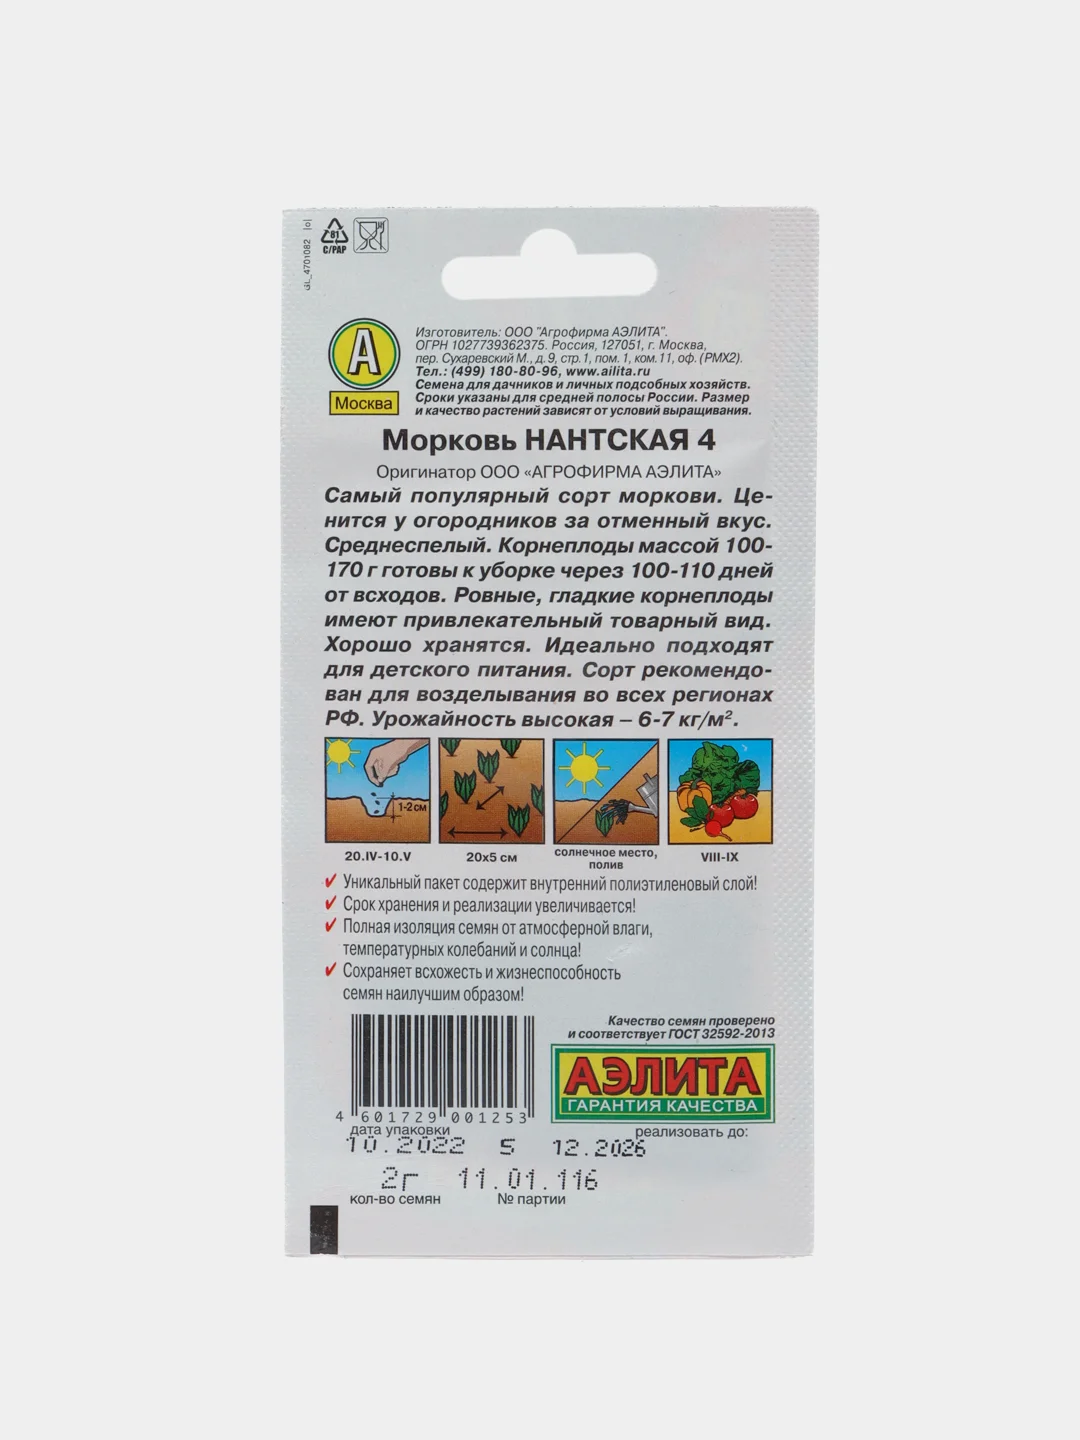 GL_4701082
81
C/PAP
А
Москва
Изготовитель: ООО "Агрофирма АЭЛИТА".
ОГРН 1027739362375. Россия, 127051, г. Москва,
пер. Сухаревский М., д. 9, стр. 1, пом. 1, ком. 11, оф. (РМХ2).
Тел.: (499) 180-80-96, www.ailita.ru
Семена для дачников и личных подсобных хозяйств.
Сроки указаны для средней полосы России. Размер
и качество растений зависят от условий выращивания.
Морковь НАНТСКАЯ 4
Оригинатор ООО «АГРОФИРМА АЭЛИТА»
Самый популярный сорт моркови. Це-
нится у огородников за отменный вкус.
Среднеспелый. Корнеплоды массой 100-
170 г готовы к уборке через 100-110 дней
от всходов. Ровные, гладкие корнеплоды
имеют привлекательный товарный вид.
Хорошо хранятся. Идеально подходят
для детского питания. Сорт рекомендо-
ван для возделывания во всех регионах
РФ. Урожайность высокая – 6-7 кг/м².
1-2 см
20.IV-10.V
20x5 см
солнечное место,
полив
VIII-IX
Уникальный пакет содержит внутренний полиэтиленовый слой!
Срок хранения и реализации увеличивается!
Полная изоляция семян от атмосферной влаги,
температурных колебаний и солнца!
Сохраняет всхожесть и жизнеспособность
семян наилучшим образом!
Качество семян проверено
и соответствует ГОСТ 32592-2013
АЭЛИТА
ГАРАНТИЯ КАЧЕСТВА
4 601729 001253
дата упаковки реализовать до:
10.2022 5 12.2026
2г 11.01.116
кол-во семян № партии